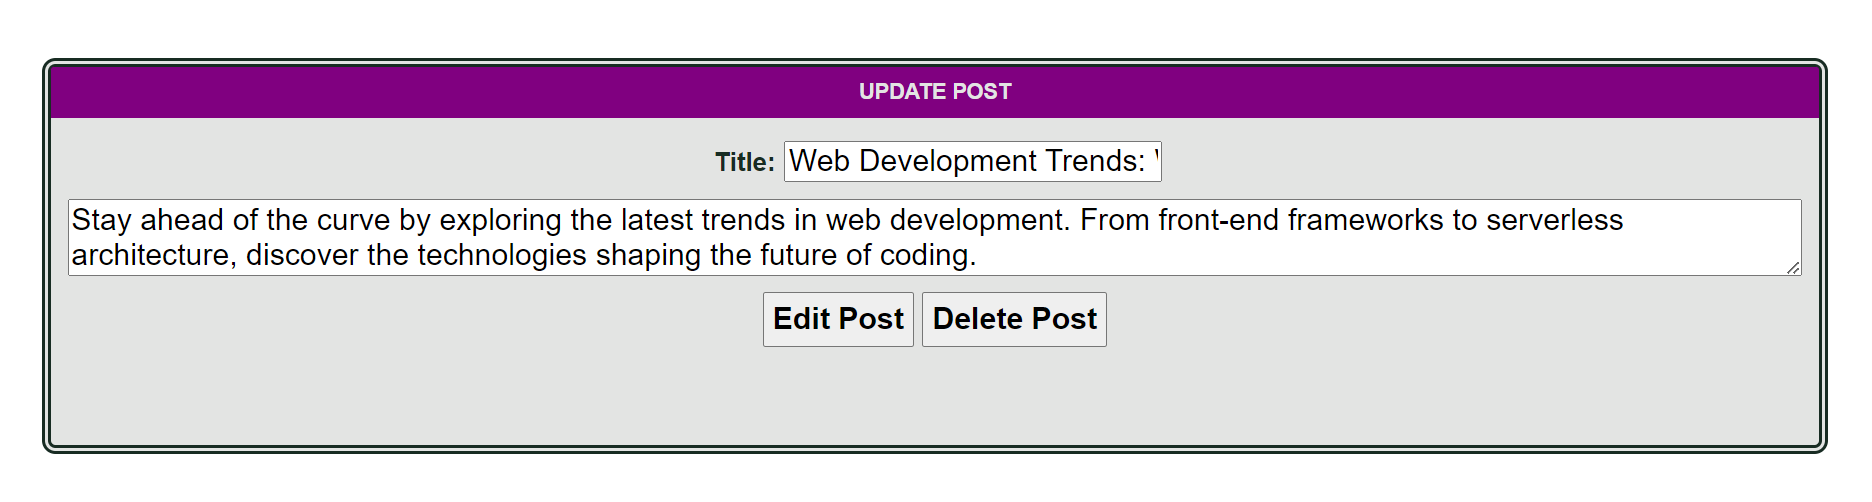 UPDATE POST
Title: Web Development Trends:
Stay ahead of the curve by exploring the latest trends in web development. From front-end frameworks to serverless
architecture, discover the technologies shaping the future of coding.
Edit Post Delete Post